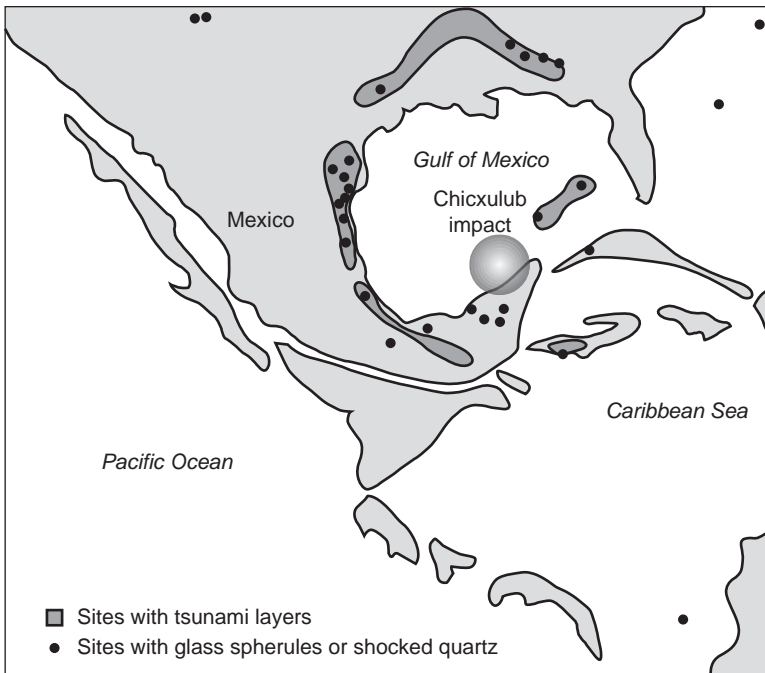 Gulf of Mexico
Chicxulub
impact
Mexico
Caribbean Sea
Pacific Ocean
Sites with tsunami layers
Sites with glass spherules or shocked quartz